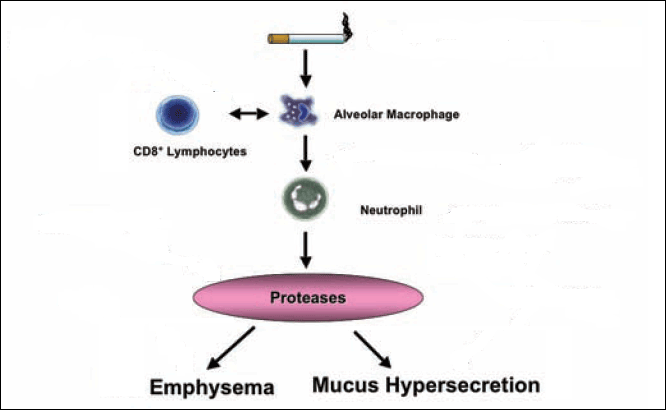 Alveolar Macrophage
CD8⁺ Lymphocytes
Neutrophil
Proteases
Emphysema
Mucus Hypersecretion